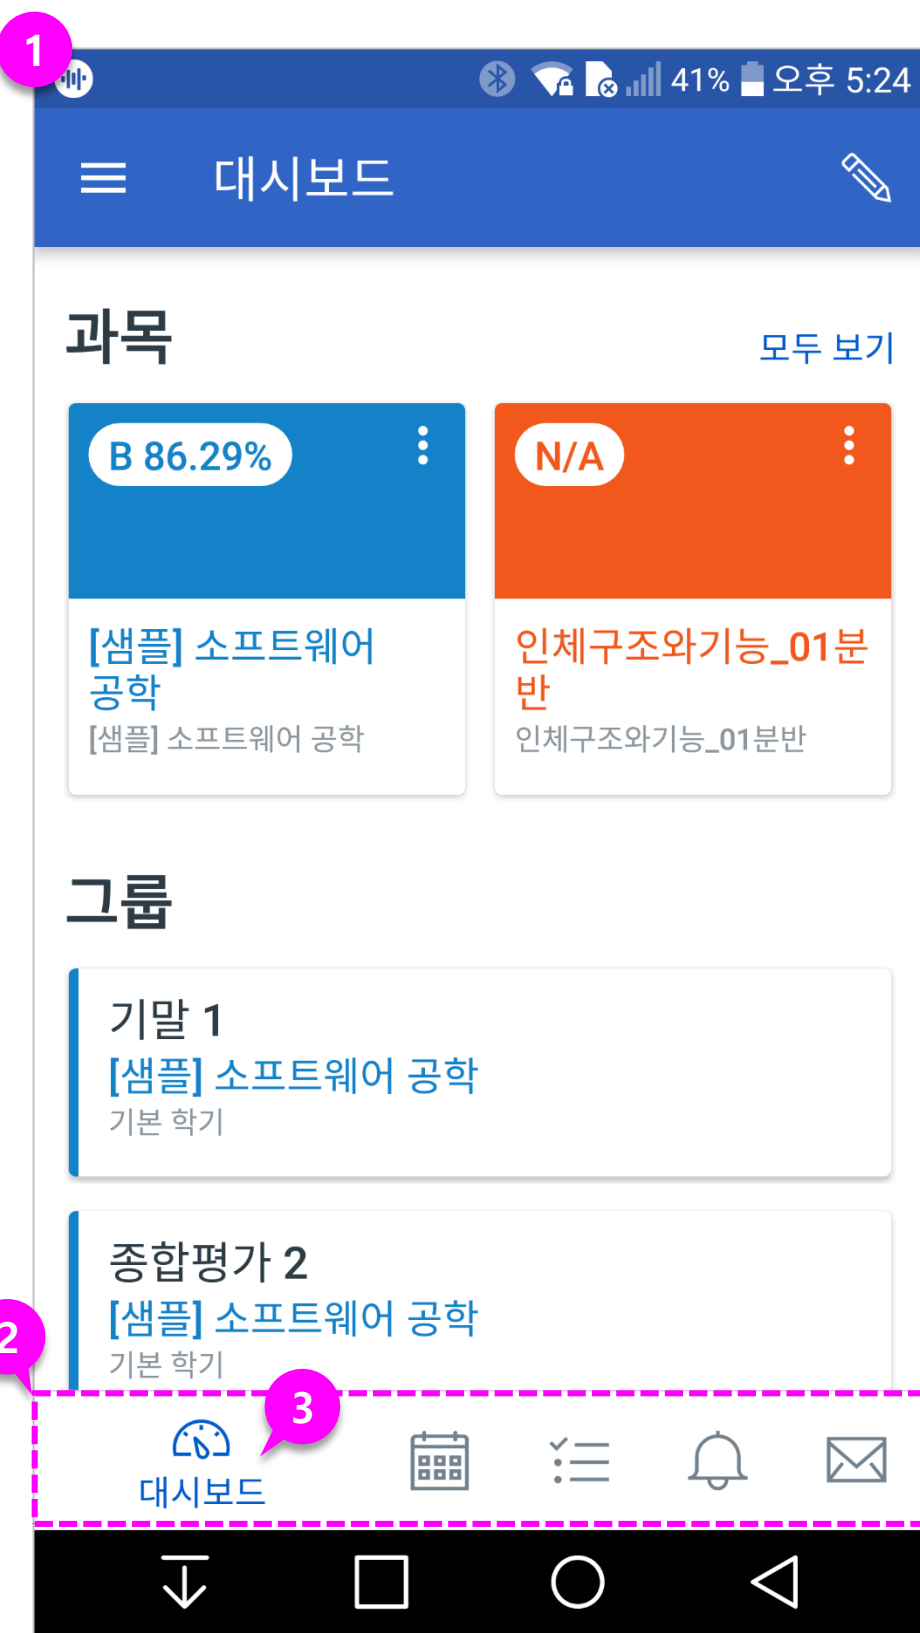 1
41% 오후 5:24
대시보드
과목
모두 보기
B 86.29%
N/A
[샘플] 소프트웨어
공학
[샘플] 소프트웨어 공학
인체구조와기능_01분
반
인체구조와기능_01분반
그룹
기말 1
[샘플] 소프트웨어 공학
기본 학기
종합평가 2
[샘플] 소프트웨어 공학
기본 학기
2
3
대시보드